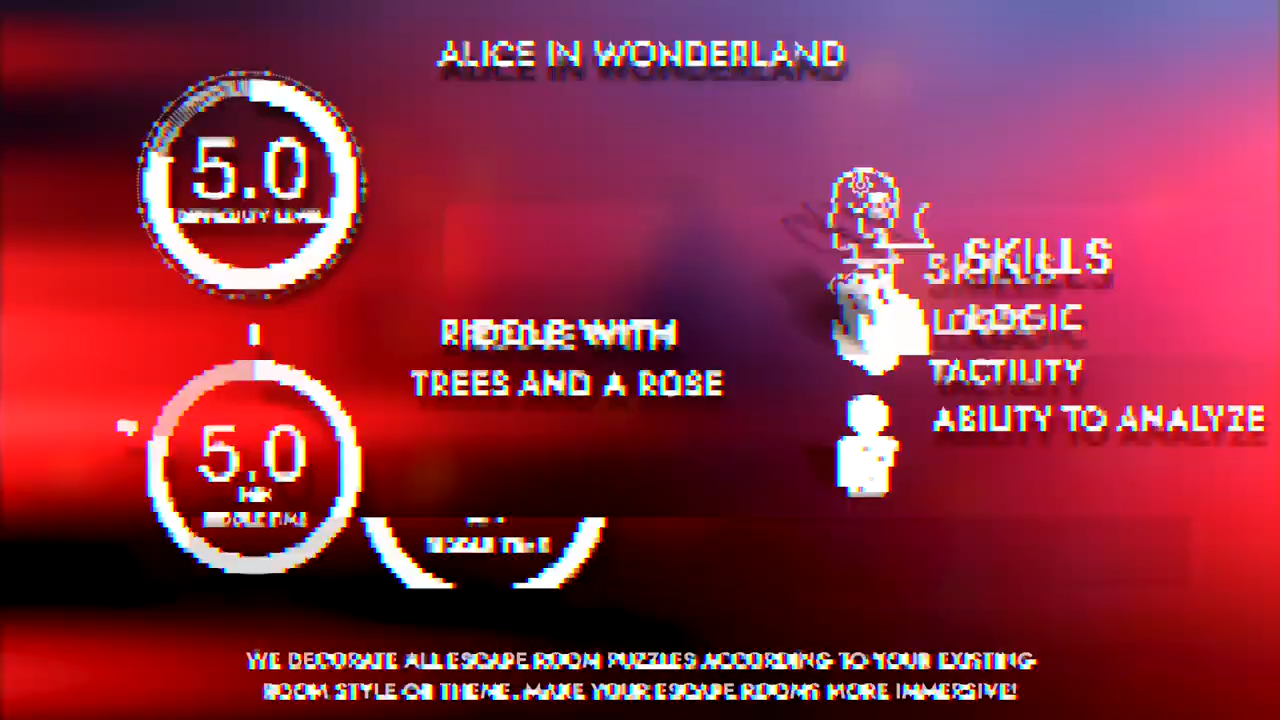 ALICE IN WONDERLAND
5.0
DIFFICULTY LEVEL
RIDDLE WITH
TREES AND A ROSE
5.0
MIN
RIDDLE TIME
RIDDLE TIME
SKILLS
LOGIC
TACTILITY
ABILITY TO ANALYZE
WE DECORATE ALL ESCAPE ROOM PUZZLES ACCORDING TO YOUR EXISTING
ROOM STYLE OR THEME. MAKE YOUR ESCAPE ROOMS MORE IMMERSIVE!